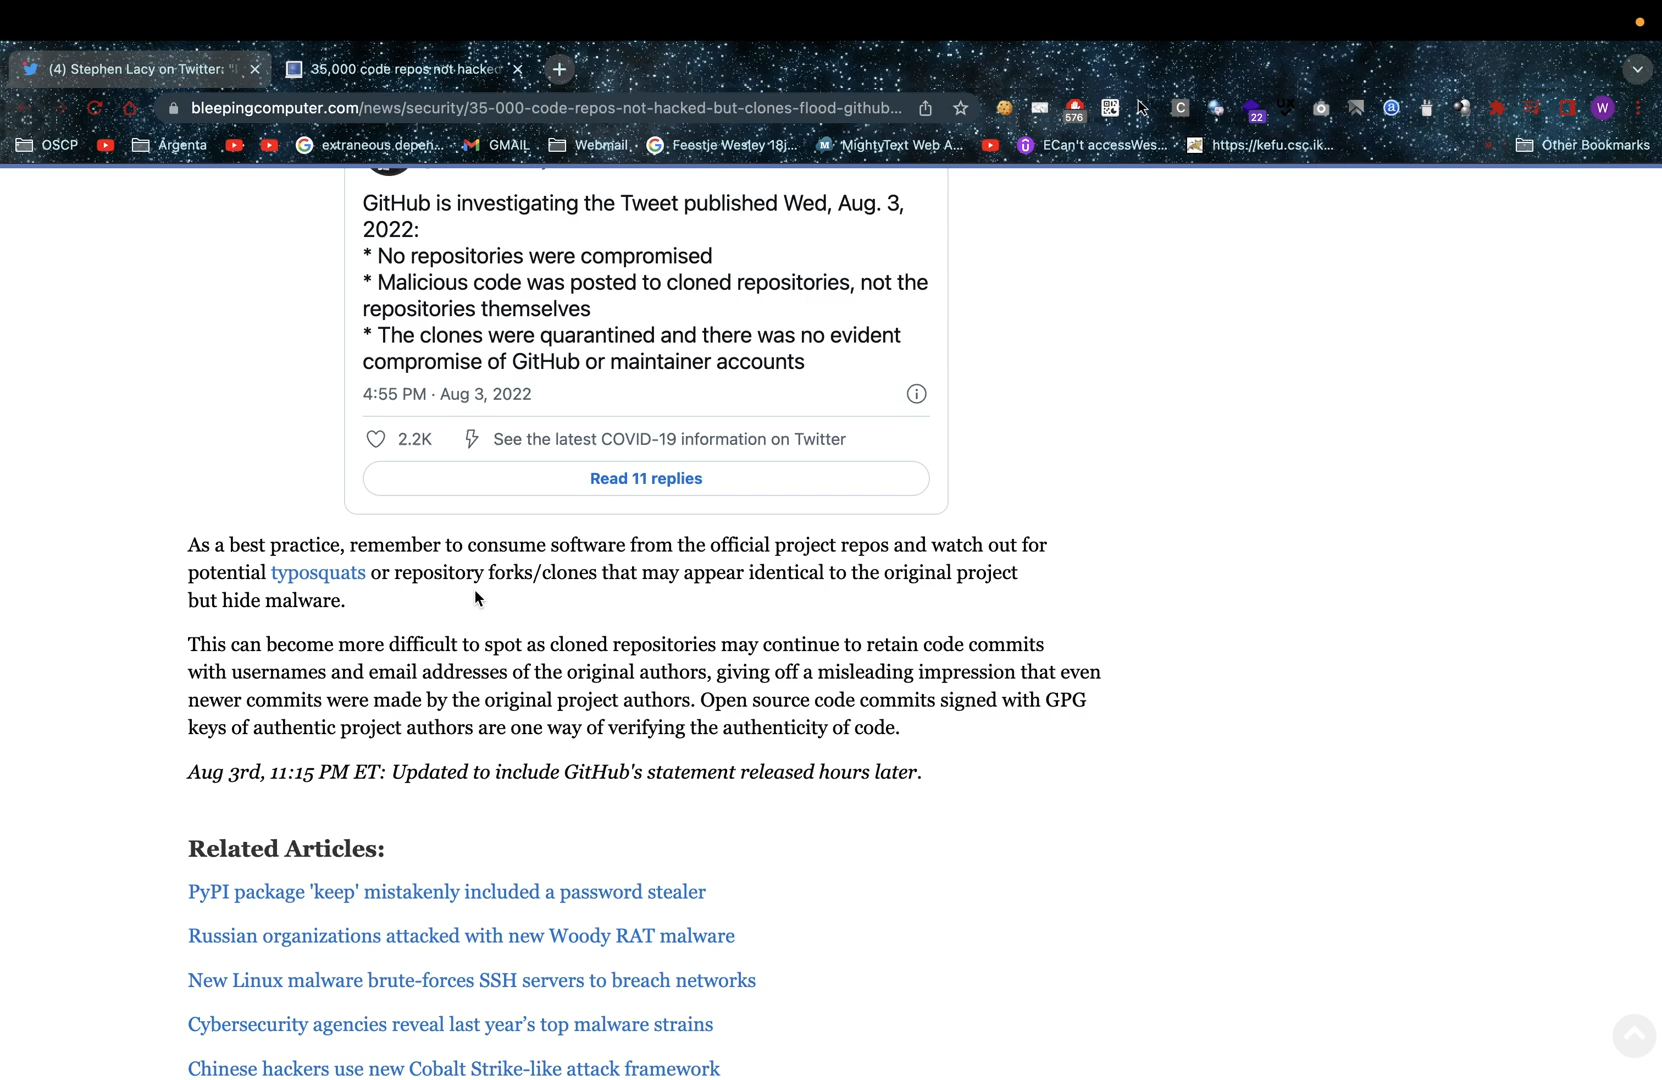 (4) Stephen Lacy on Twitter: "I
35,000 code repos not hacked
bleepingcomputer.com/news/security/35-000-code-repos-not-hacked-but-clones-flood-github...
576
C
22
UX
a
W
OSCP
Argenta
extraneous.depen...
GMAIL
Webmail
Feestje Wesley 18j...
MightyText Web A...
ECan't accessWes...
https://kefu.csc.ik...
Other Bookmarks
GitHub is investigating the Tweet published Wed, Aug. 3,
2022:
* No repositories were compromised
* Malicious code was posted to cloned repositories, not the
repositories themselves
* The clones were quarantined and there was no evident
compromise of GitHub or maintainer accounts
4:55 PM · Aug 3, 2022
2.2K
See the latest COVID-19 information on Twitter
Read 11 replies
As a best practice, remember to consume software from the official project repos and watch out for
potential typosquats or repository forks/clones that may appear identical to the original project
but hide malware.
This can become more difficult to spot as cloned repositories may continue to retain code commits
with usernames and email addresses of the original authors, giving off a misleading impression that even
newer commits were made by the original project authors. Open source code commits signed with GPG
keys of authentic project authors are one way of verifying the authenticity of code.
Aug 3rd, 11:15 PM ET: Updated to include GitHub's statement released hours later.
Related Articles:
PyPI package 'keep' mistakenly included a password stealer
Russian organizations attacked with new Woody RAT malware
New Linux malware brute-forces SSH servers to breach networks
Cybersecurity agencies reveal last year's top malware strains
Chinese hackers use new Cobalt Strike-like attack framework